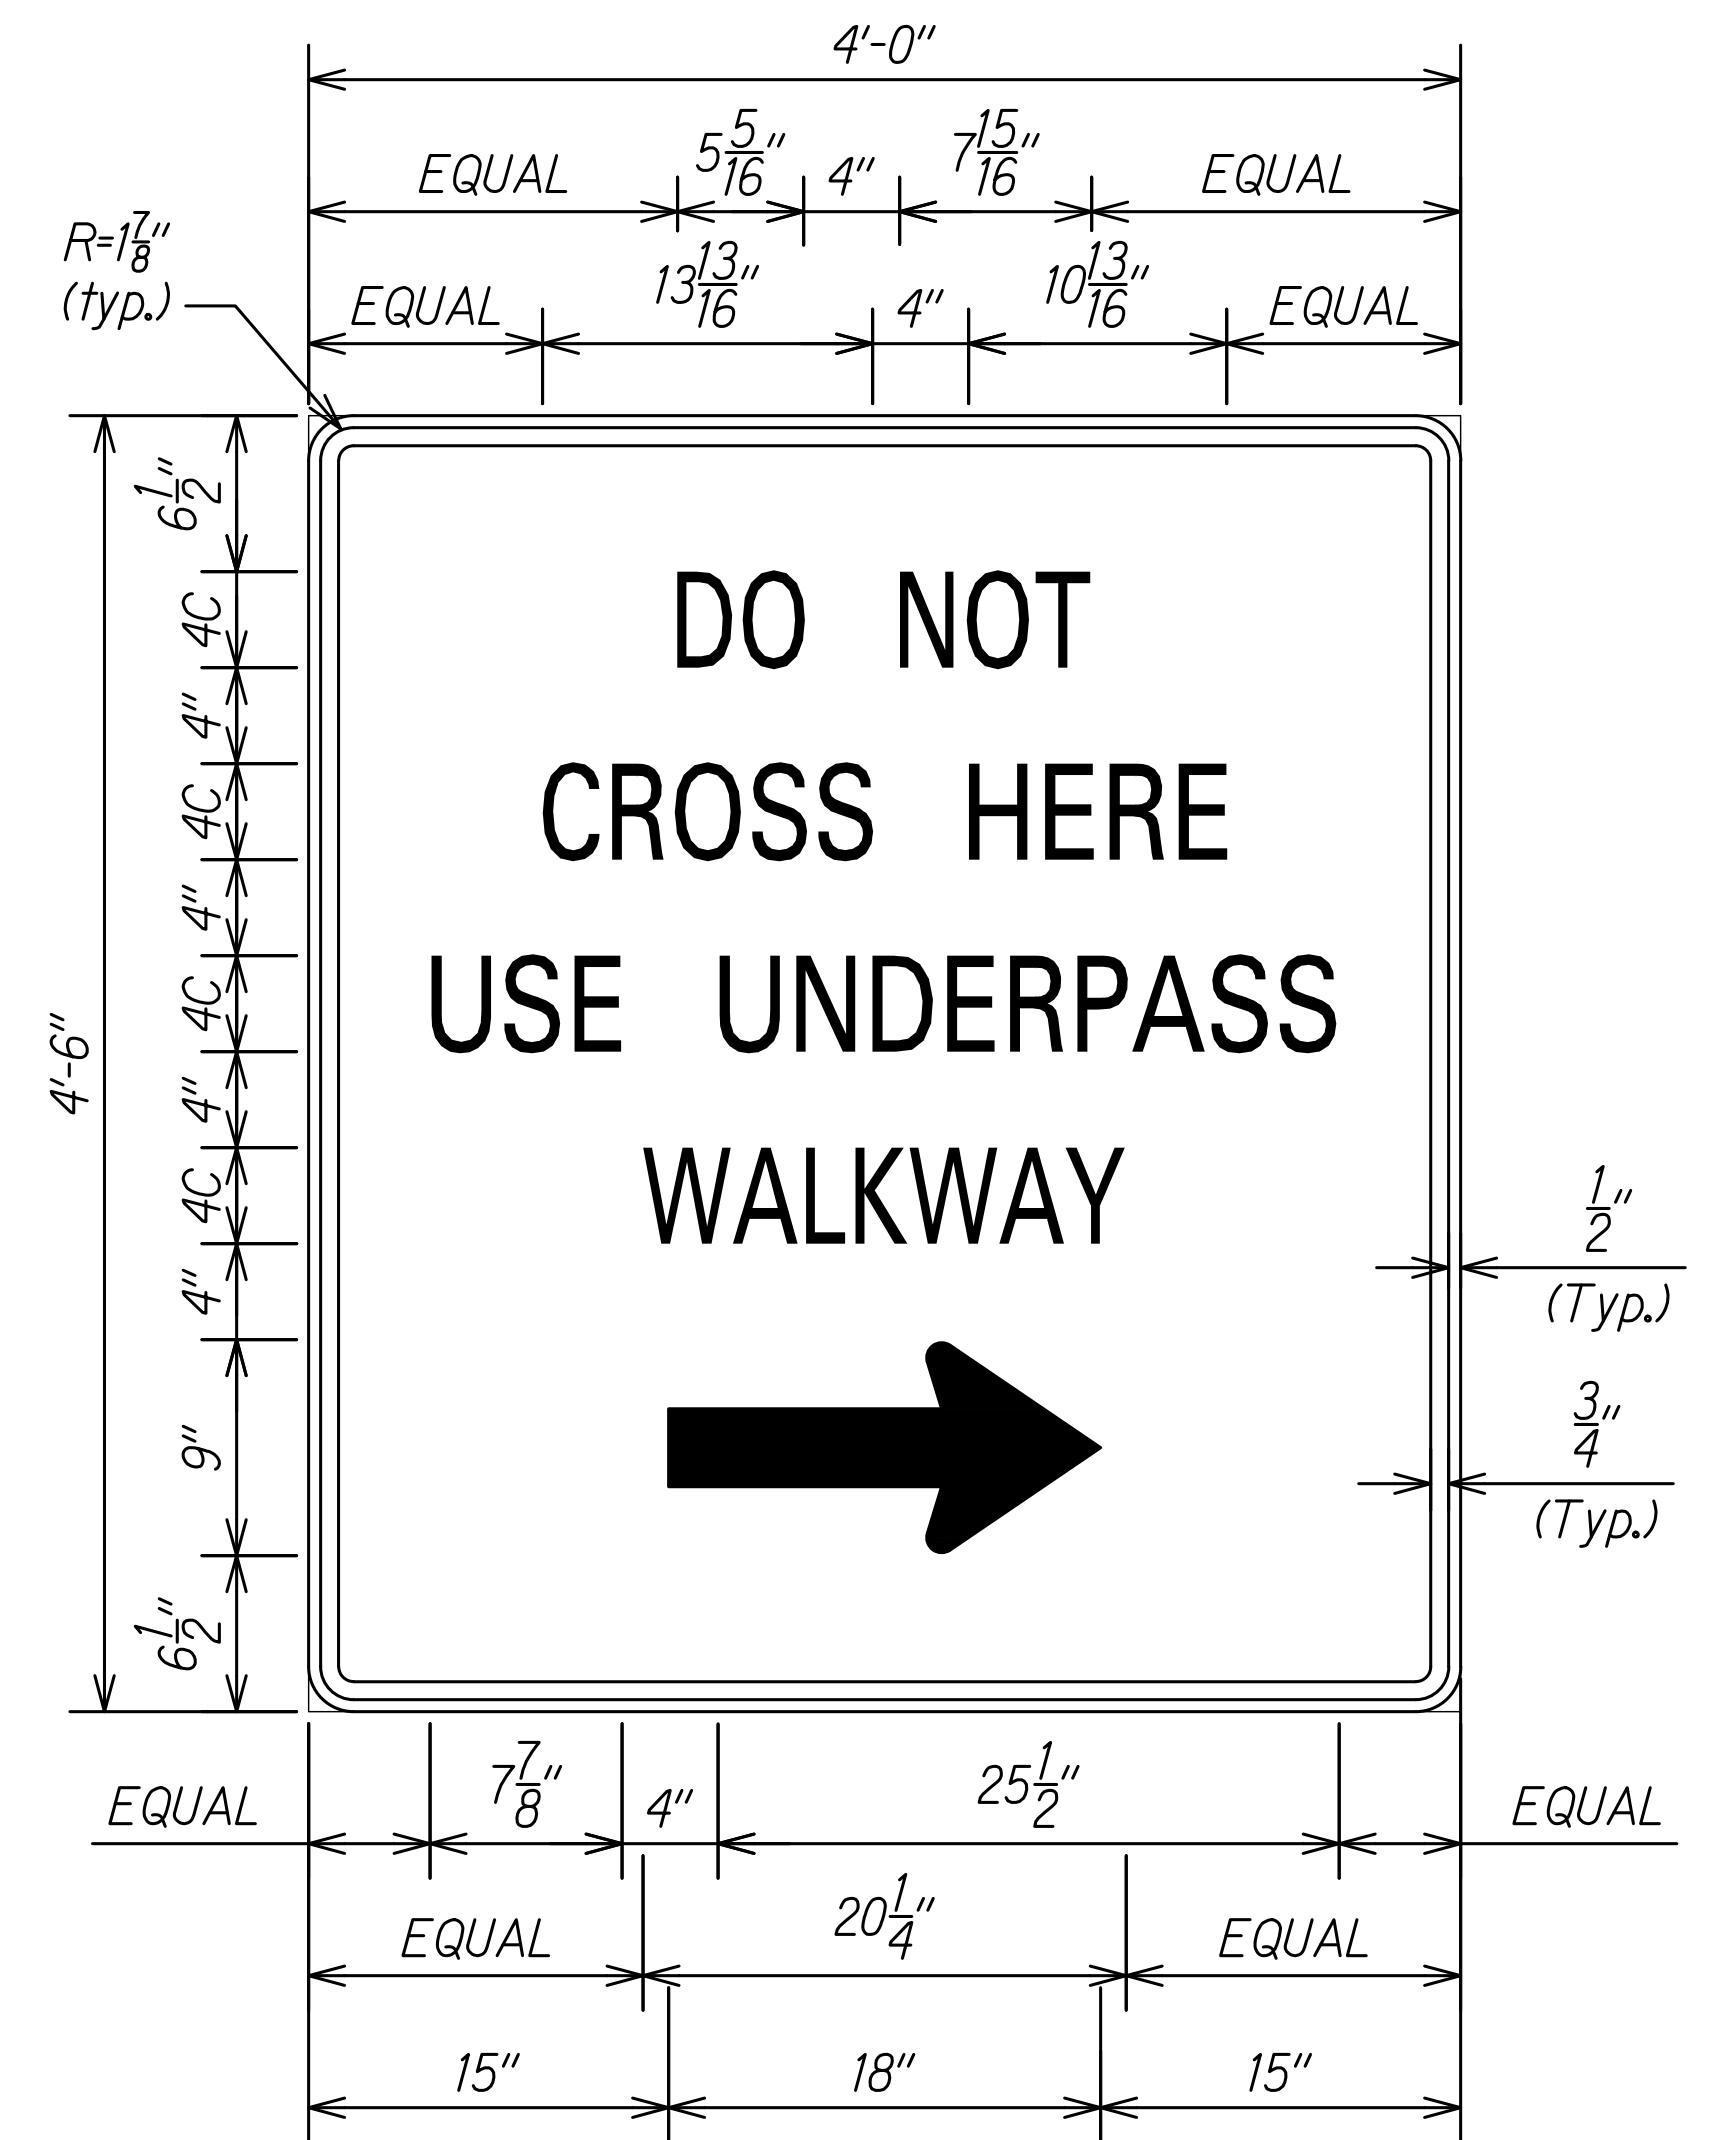 4'-0"
EQUAL 5 5/16" 4" 7 15/16" EQUAL
R=1 7/8"
(typ.)
EQUAL 13 13/16" 4" 10 13/16" EQUAL
6 1/2"
4C
4"
4C
4"
4C
4"
4C
4"
9"
6 1/2"
4'-6"
DO NOT
CROSS HERE
USE UNDERPASS
WALKWAY
1/2"
(Typ.)
3/4"
(Typ.)
EQUAL 7 7/8" 4" 25 1/2" EQUAL
EQUAL 20 1/4" EQUAL
15" 18" 15"